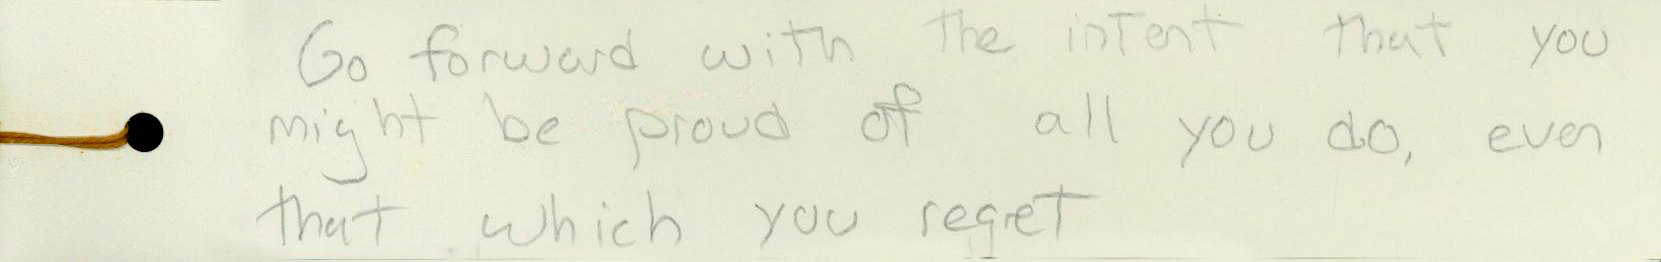 Go forward with the intent that you
might be proud of all you do, even
that which you regret